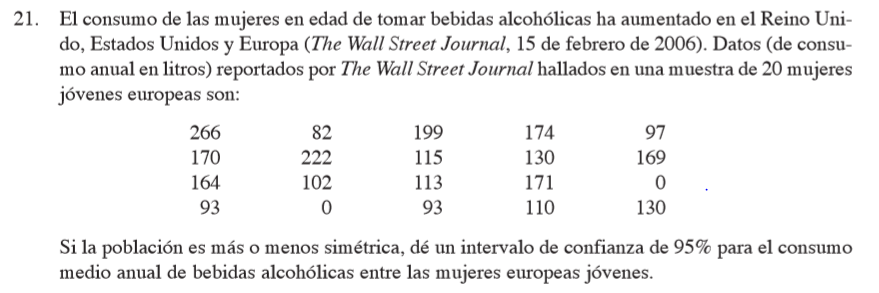 21. El consumo de las mujeres en edad de tomar bebidas alcohólicas ha aumentado en el Reino Uni-
do, Estados Unidos y Europa (The Wall Street Journal, 15 de febrero de 2006). Datos (de consu-
mo anual en litros) reportados por The Wall Street Journal hallados en una muestra de 20 mujeres
jóvenes europeas son:
266 82 199 174 97
170 222 115 130 169
164 102 113 171 0
93 0 93 110 130
Si la población es más o menos simétrica, dé un intervalo de confianza de 95% para el consumo
medio anual de bebidas alcohólicas entre las mujeres europeas jóvenes.